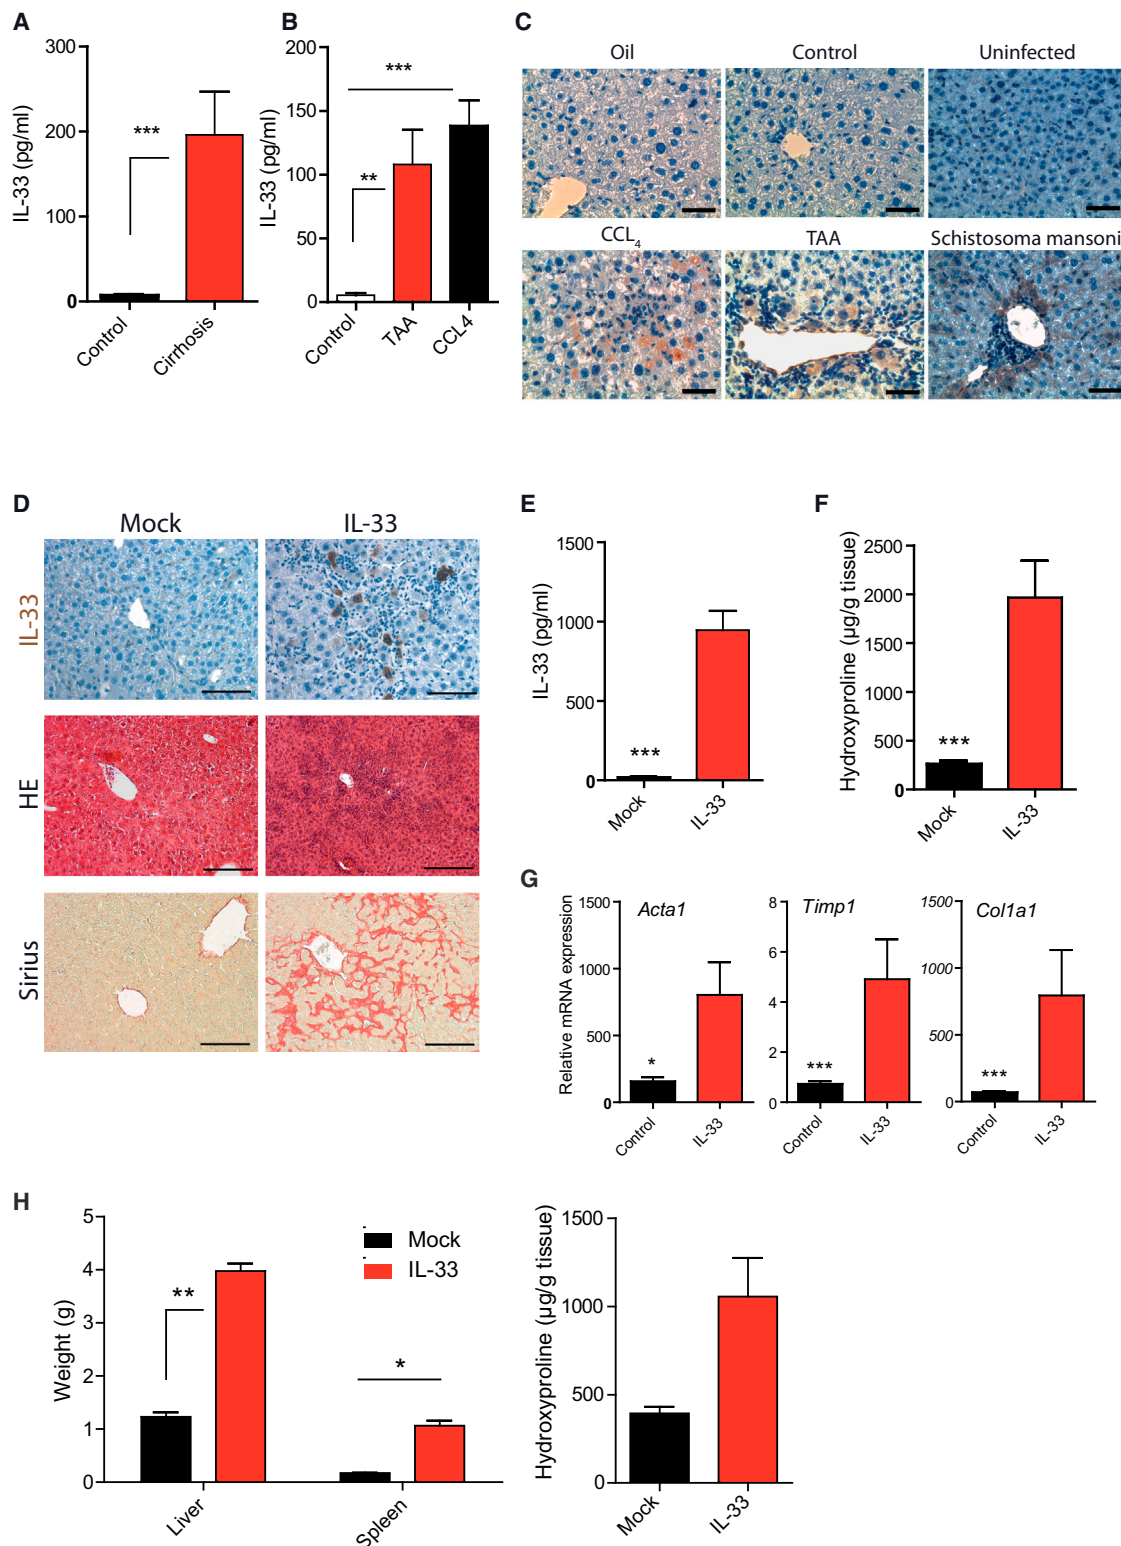 A
IL-33 (pg/ml)
300
200
100
0
***
Control
Cirrhosis
B
IL-33 (pg/ml)
200
150
100
50
0
***
**
Control
TAA
CCL4
C
Oil
Control
Uninfected
CCL4
TAA
Schistosoma mansoni
D
Mock
IL-33
IL-33
HE
Sirius
E
IL-33 (pg/ml)
1500
1000
500
0
***
Mock
IL-33
F
Hydroxyproline (µg/g tissue)
2500
2000
1500
1000
500
0
***
Mock
IL-33
G
Relative mRNA expression
1500
1000
500
0
Acta1
*
Control
IL-33
8
6
4
2
0
Timp1
***
Control
IL-33
1500
1000
500
0
Col1a1
***
Control
IL-33
H
Weight (g)
5
4
3
2
1
0
**
*
Mock
IL-33
Liver
Spleen
Hydroxyproline (µg/g tissue)
1500
1000
500
0
Mock
IL-33